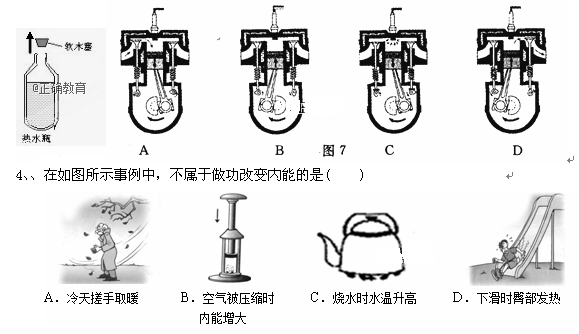 软木塞
@正确教育
热水瓶
A B 图7 C D
4、、在如图所示事例中，不属于做功改变内能的是( )
A．冷天搓手取暖 B．空气被压缩时内能增大 C．烧水时水温升高 D．下滑时臀部发热